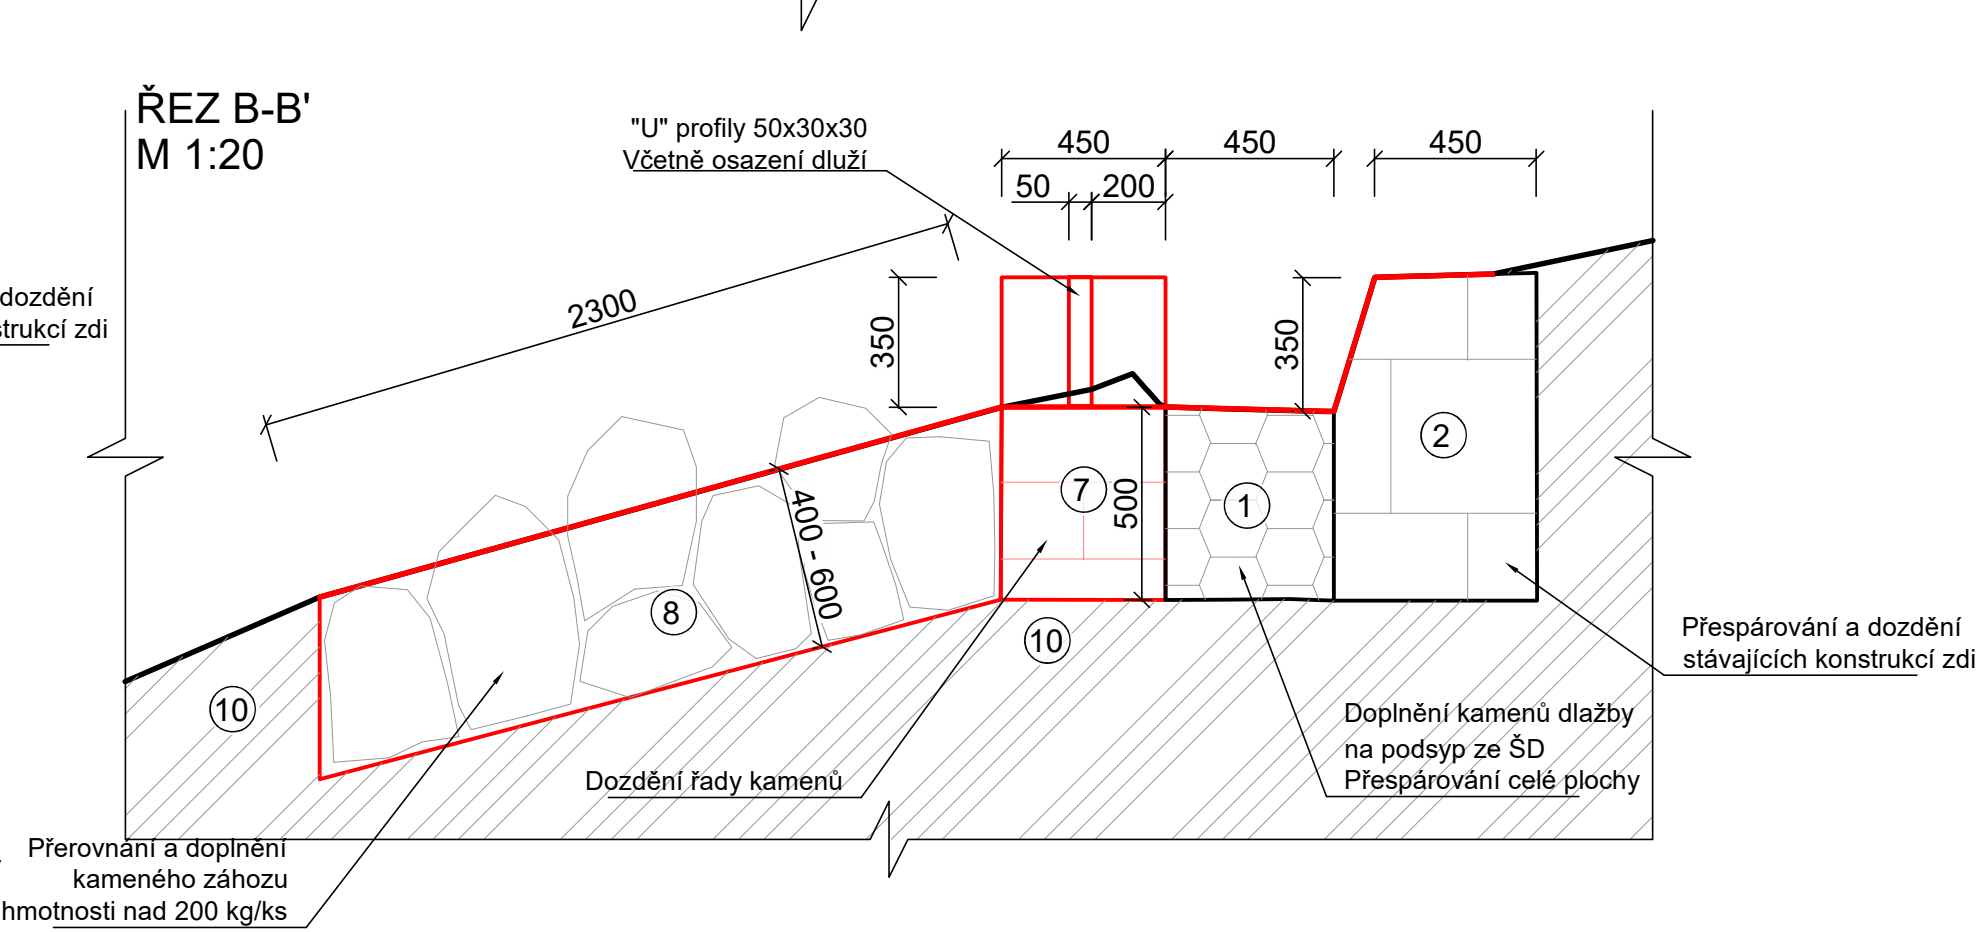 ŘEZ B-B'
M 1:20
"U" profily 50x30x30
Včetně osazení dluží
450
450
450
50
200
2300
350
350
dozdění
strukcí zdi
400 - 600
500
7
1
2
8
10
10
Přespárování a dozdění
stávajících konstrukcí zdi
Doplnění kamenů dlažby
na podsyp ze ŠD
Přespárování celé plochy
Dozdění řady kamenů
Přerovnání a doplnění
kameného záhozu
hmotnosti nad 200 kg/ks